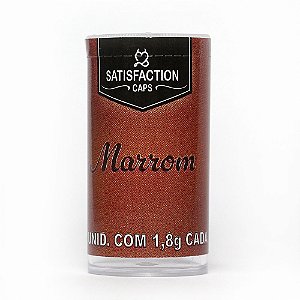 SATISFACTION
CAPS
Marrom
UNID. COM 1,8g CADA